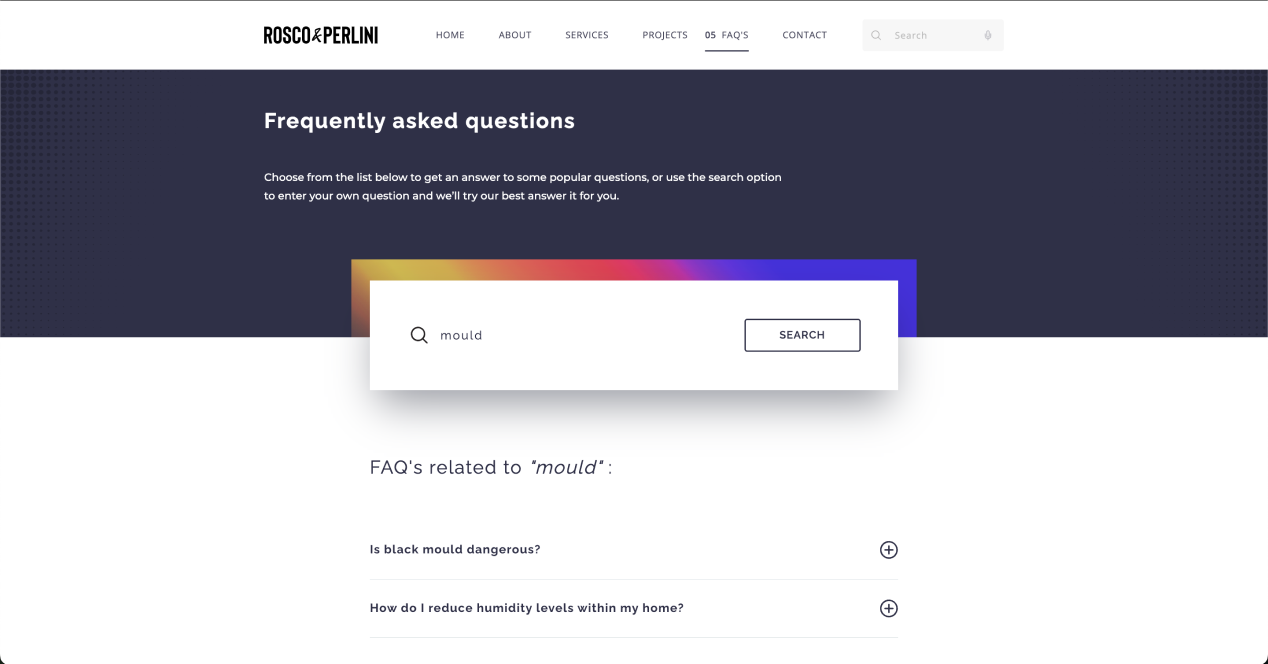 ROSCO&PERLINI HOME ABOUT SERVICES PROJECTS 05 FAQ'S CONTACT Search
Frequently asked questions
Choose from the list below to get an answer to some popular questions, or use the search option
to enter your own question and we'll try our best answer it for you.
mould SEARCH
FAQ's related to "mould" :
Is black mould dangerous?
How do I reduce humidity levels within my home?